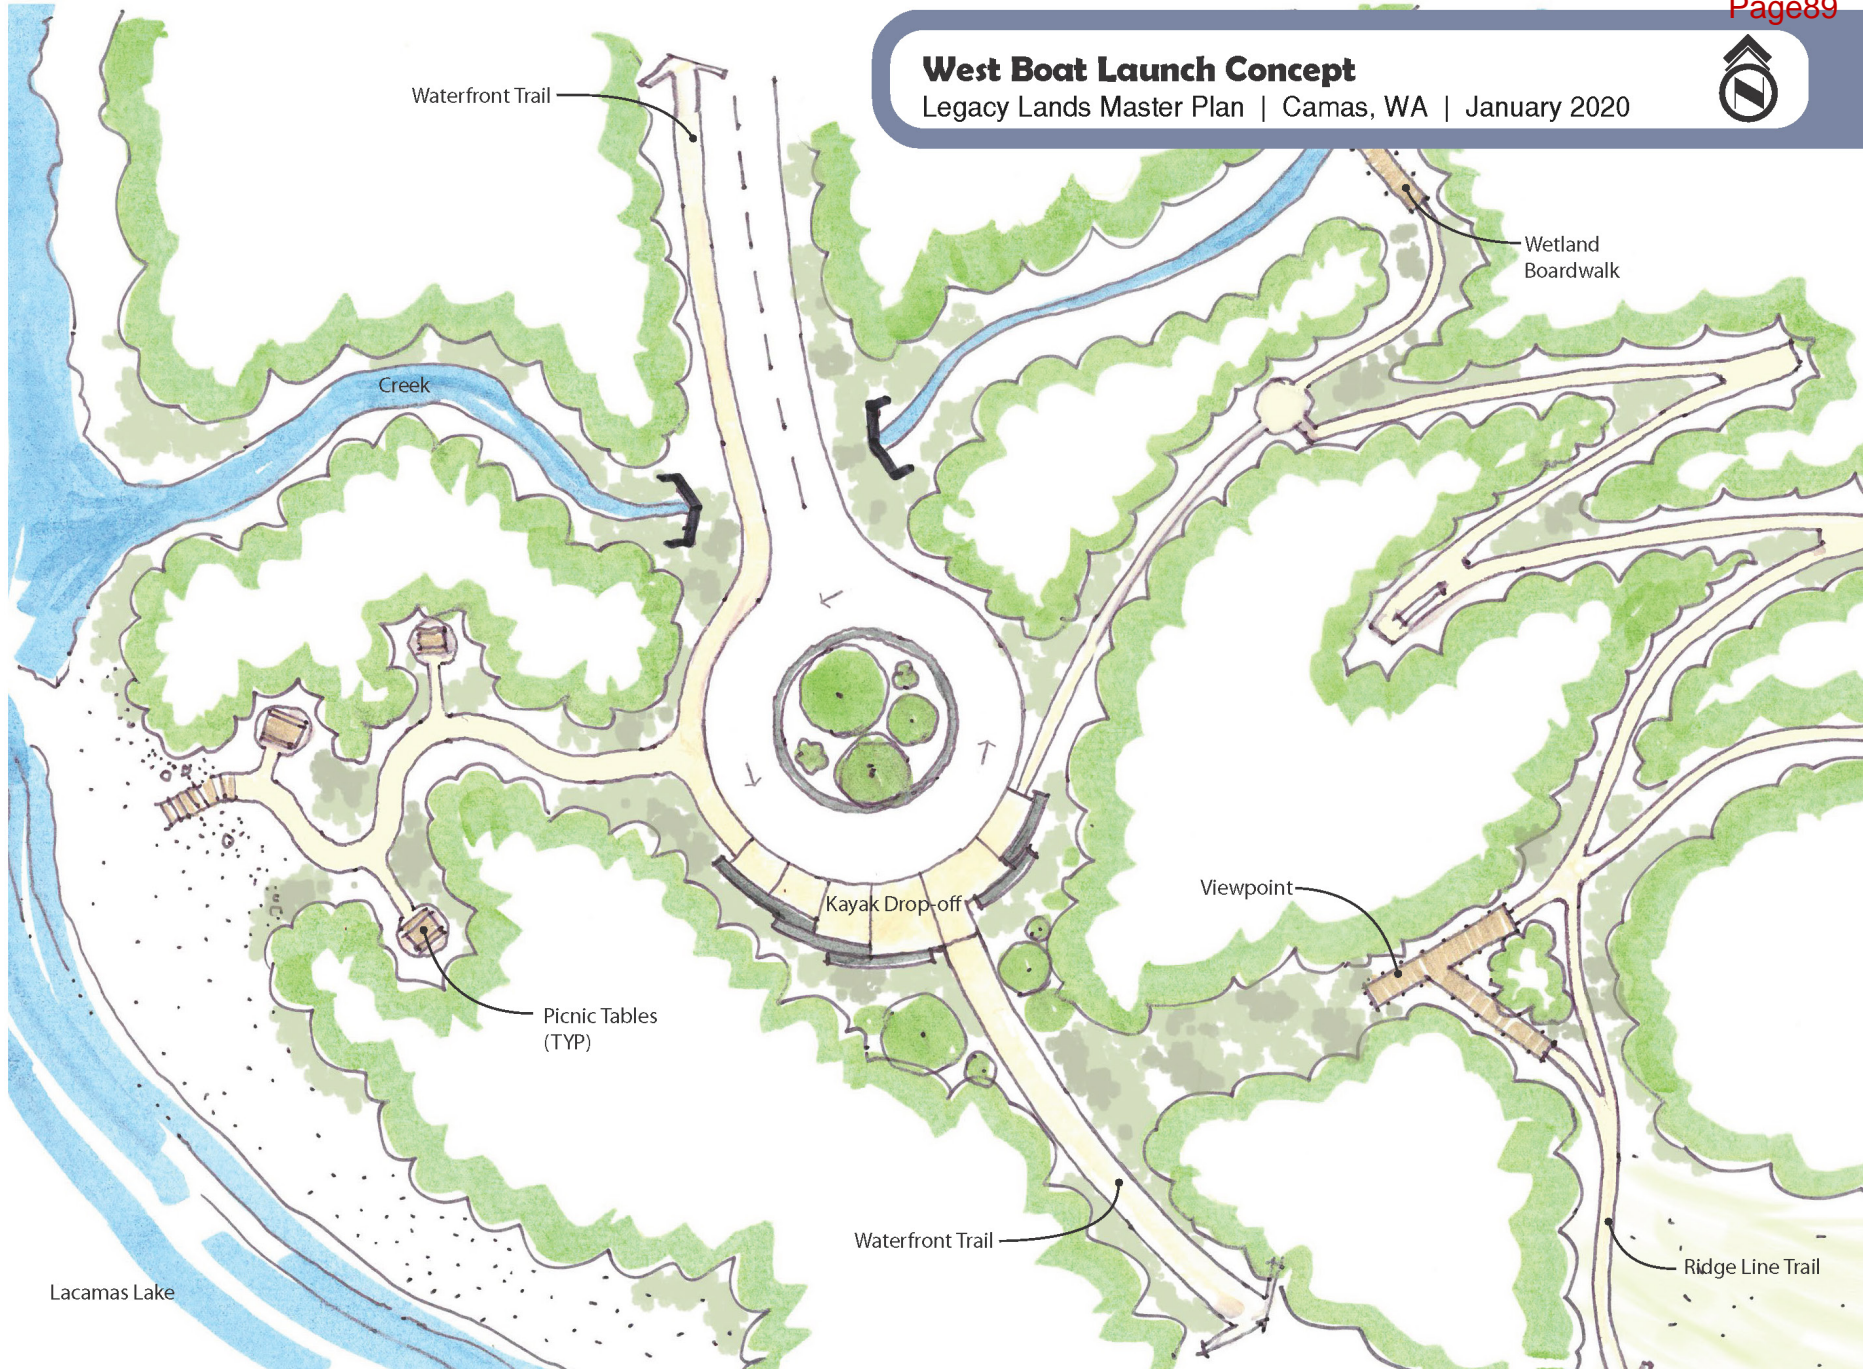 Page89
West Boat Launch Concept
Legacy Lands Master Plan | Camas, WA | January 2020
N
Waterfront Trail
Wetland
Boardwalk
Creek
Viewpoint
Kayak Drop-off
Picnic Tables
(TYP)
Waterfront Trail
Ridge Line Trail
Lacamas Lake